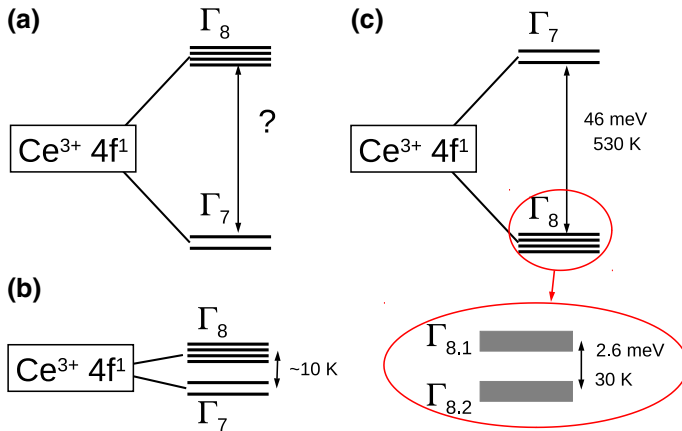 (a)
Γ8
Ce3+ 4f1
?
Γ7
(b)
Γ8
Ce3+ 4f1
~10 K
Γ7
(c)
Γ7
46 meV
530 K
Ce3+ 4f1
Γ8
Γ8.1
2.6 meV
30 K
Γ8.2